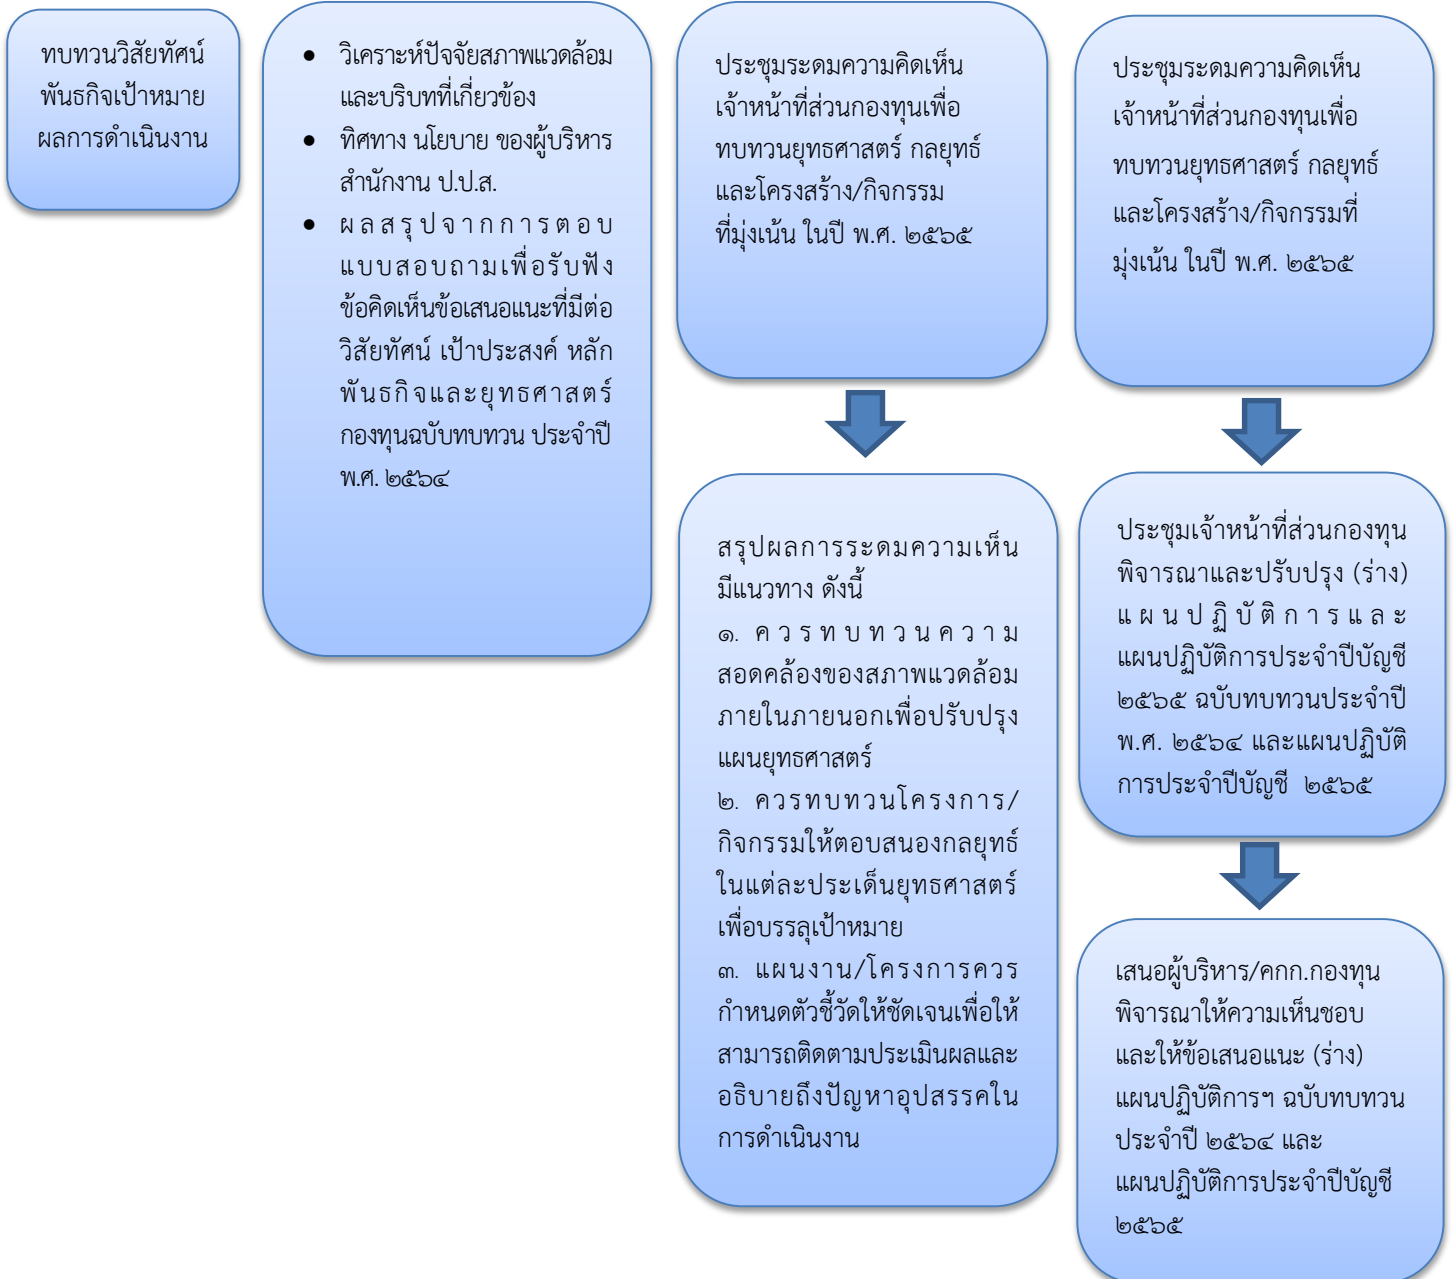 ทบทวนวิสัยทัศน์
พันธกิจเป้าหมาย
ผลการดำเนินงาน
• วิเคราะห์ปัจจัยสภาพแวดล้อม
และบริบทที่เกี่ยวข้อง
• ทิศทาง นโยบาย ของผู้บริหาร
สำนักงาน ป.ป.ส.
• ผลสรุปจากการตอบ
แบบสอบถามเพื่อรับฟัง
ข้อคิดเห็นข้อเสนอแนะที่มีต่อ
วิสัยทัศน์ เป้าประสงค์ หลัก
พันธกิจและยุทธศาสตร์
กองทุนฉบับทบทวน ประจำปี
พ.ศ. ๒๕๖๔
ประชุมระดมความคิดเห็น
เจ้าหน้าที่ส่วนกองทุนเพื่อ
ทบทวนยุทธศาสตร์ กลยุทธ์
และโครงสร้าง/กิจกรรม
ที่มุ่งเน้น ในปี พ.ศ. ๒๕๖๕
สรุปผลการระดมความเห็น
มีแนวทาง ดังนี้
๑. ควรทบทวนความ
สอดคล้องของสภาพแวดล้อม
ภายในภายนอกเพื่อปรับปรุง
แผนยุทธศาสตร์
๒. ควรทบทวนโครงการ/
กิจกรรมให้ตอบสนองกลยุทธ์
ในแต่ละประเด็นยุทธศาสตร์
เพื่อบรรลุเป้าหมาย
๓. แผนงาน/โครงการควร
กำหนดตัวชี้วัดให้ชัดเจนเพื่อให้
สามารถติดตามประเมินผลและ
อธิบายถึงปัญหาอุปสรรคใน
การดำเนินงาน
ประชุมระดมความคิดเห็น
เจ้าหน้าที่ส่วนกองทุนเพื่อ
ทบทวนยุทธศาสตร์ กลยุทธ์
และโครงสร้าง/กิจกรรมที่
มุ่งเน้น ในปี พ.ศ. ๒๕๖๕
ประชุมเจ้าหน้าที่ส่วนกองทุน
พิจารณาและปรับปรุง (ร่าง)
แผนปฏิบัติการและ
แผนปฏิบัติการประจำปีบัญชี
๒๕๖๕ ฉบับทบทวนประจำปี
พ.ศ. ๒๕๖๔ และแผนปฏิบัติ
การประจำปีบัญชี ๒๕๖๕
เสนอผู้บริหาร/คกก.กองทุน
พิจารณาให้ความเห็นชอบ
และให้ข้อเสนอแนะ (ร่าง)
แผนปฏิบัติการฯ ฉบับทบทวน
ประจำปี ๒๕๖๔ และ
แผนปฏิบัติการประจำปีบัญชี
๒๕๖๕